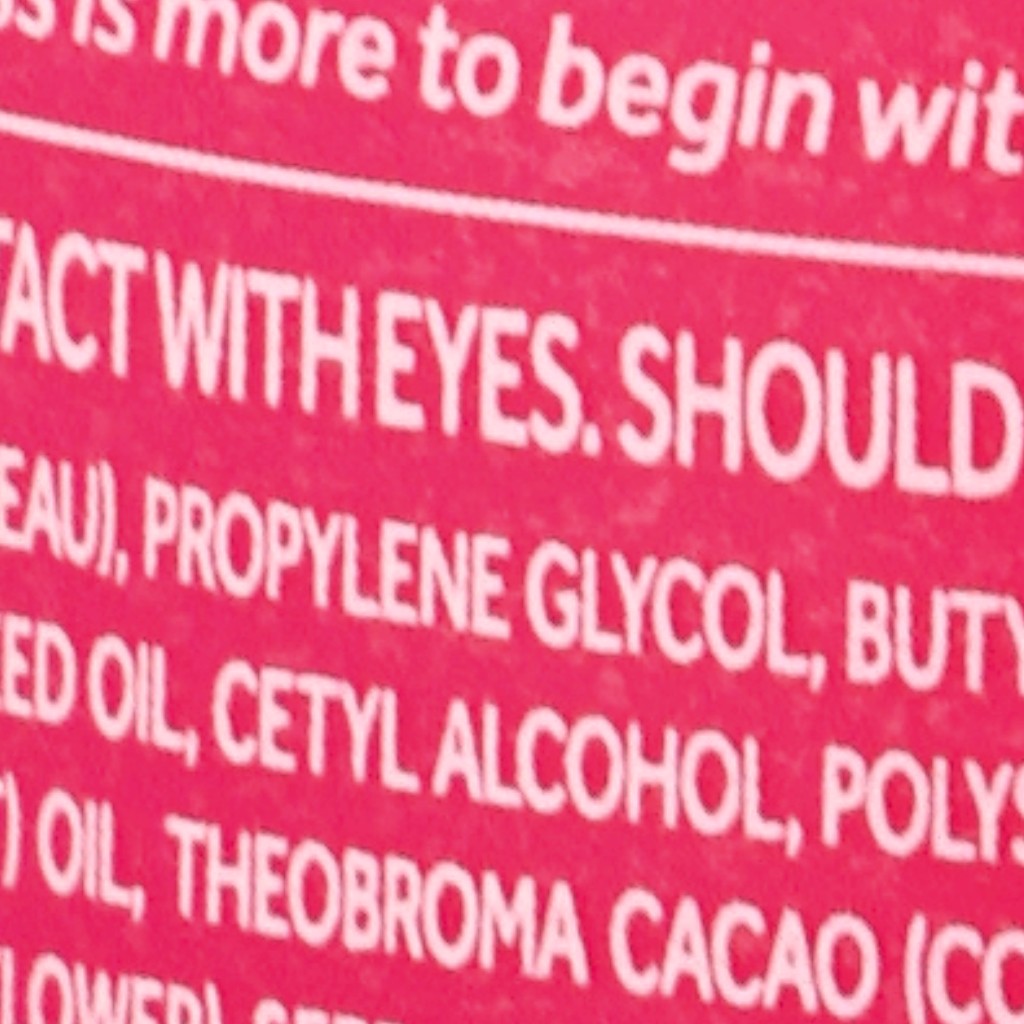 is more to begin wit
TACT WITH EYES. SHOULD
EAU), PROPYLENE GLYCOL, BUTY
ED OIL, CETYL ALCOHOL, POLYS
) OIL, THEOBROMA CACAO (CO
LOWER)